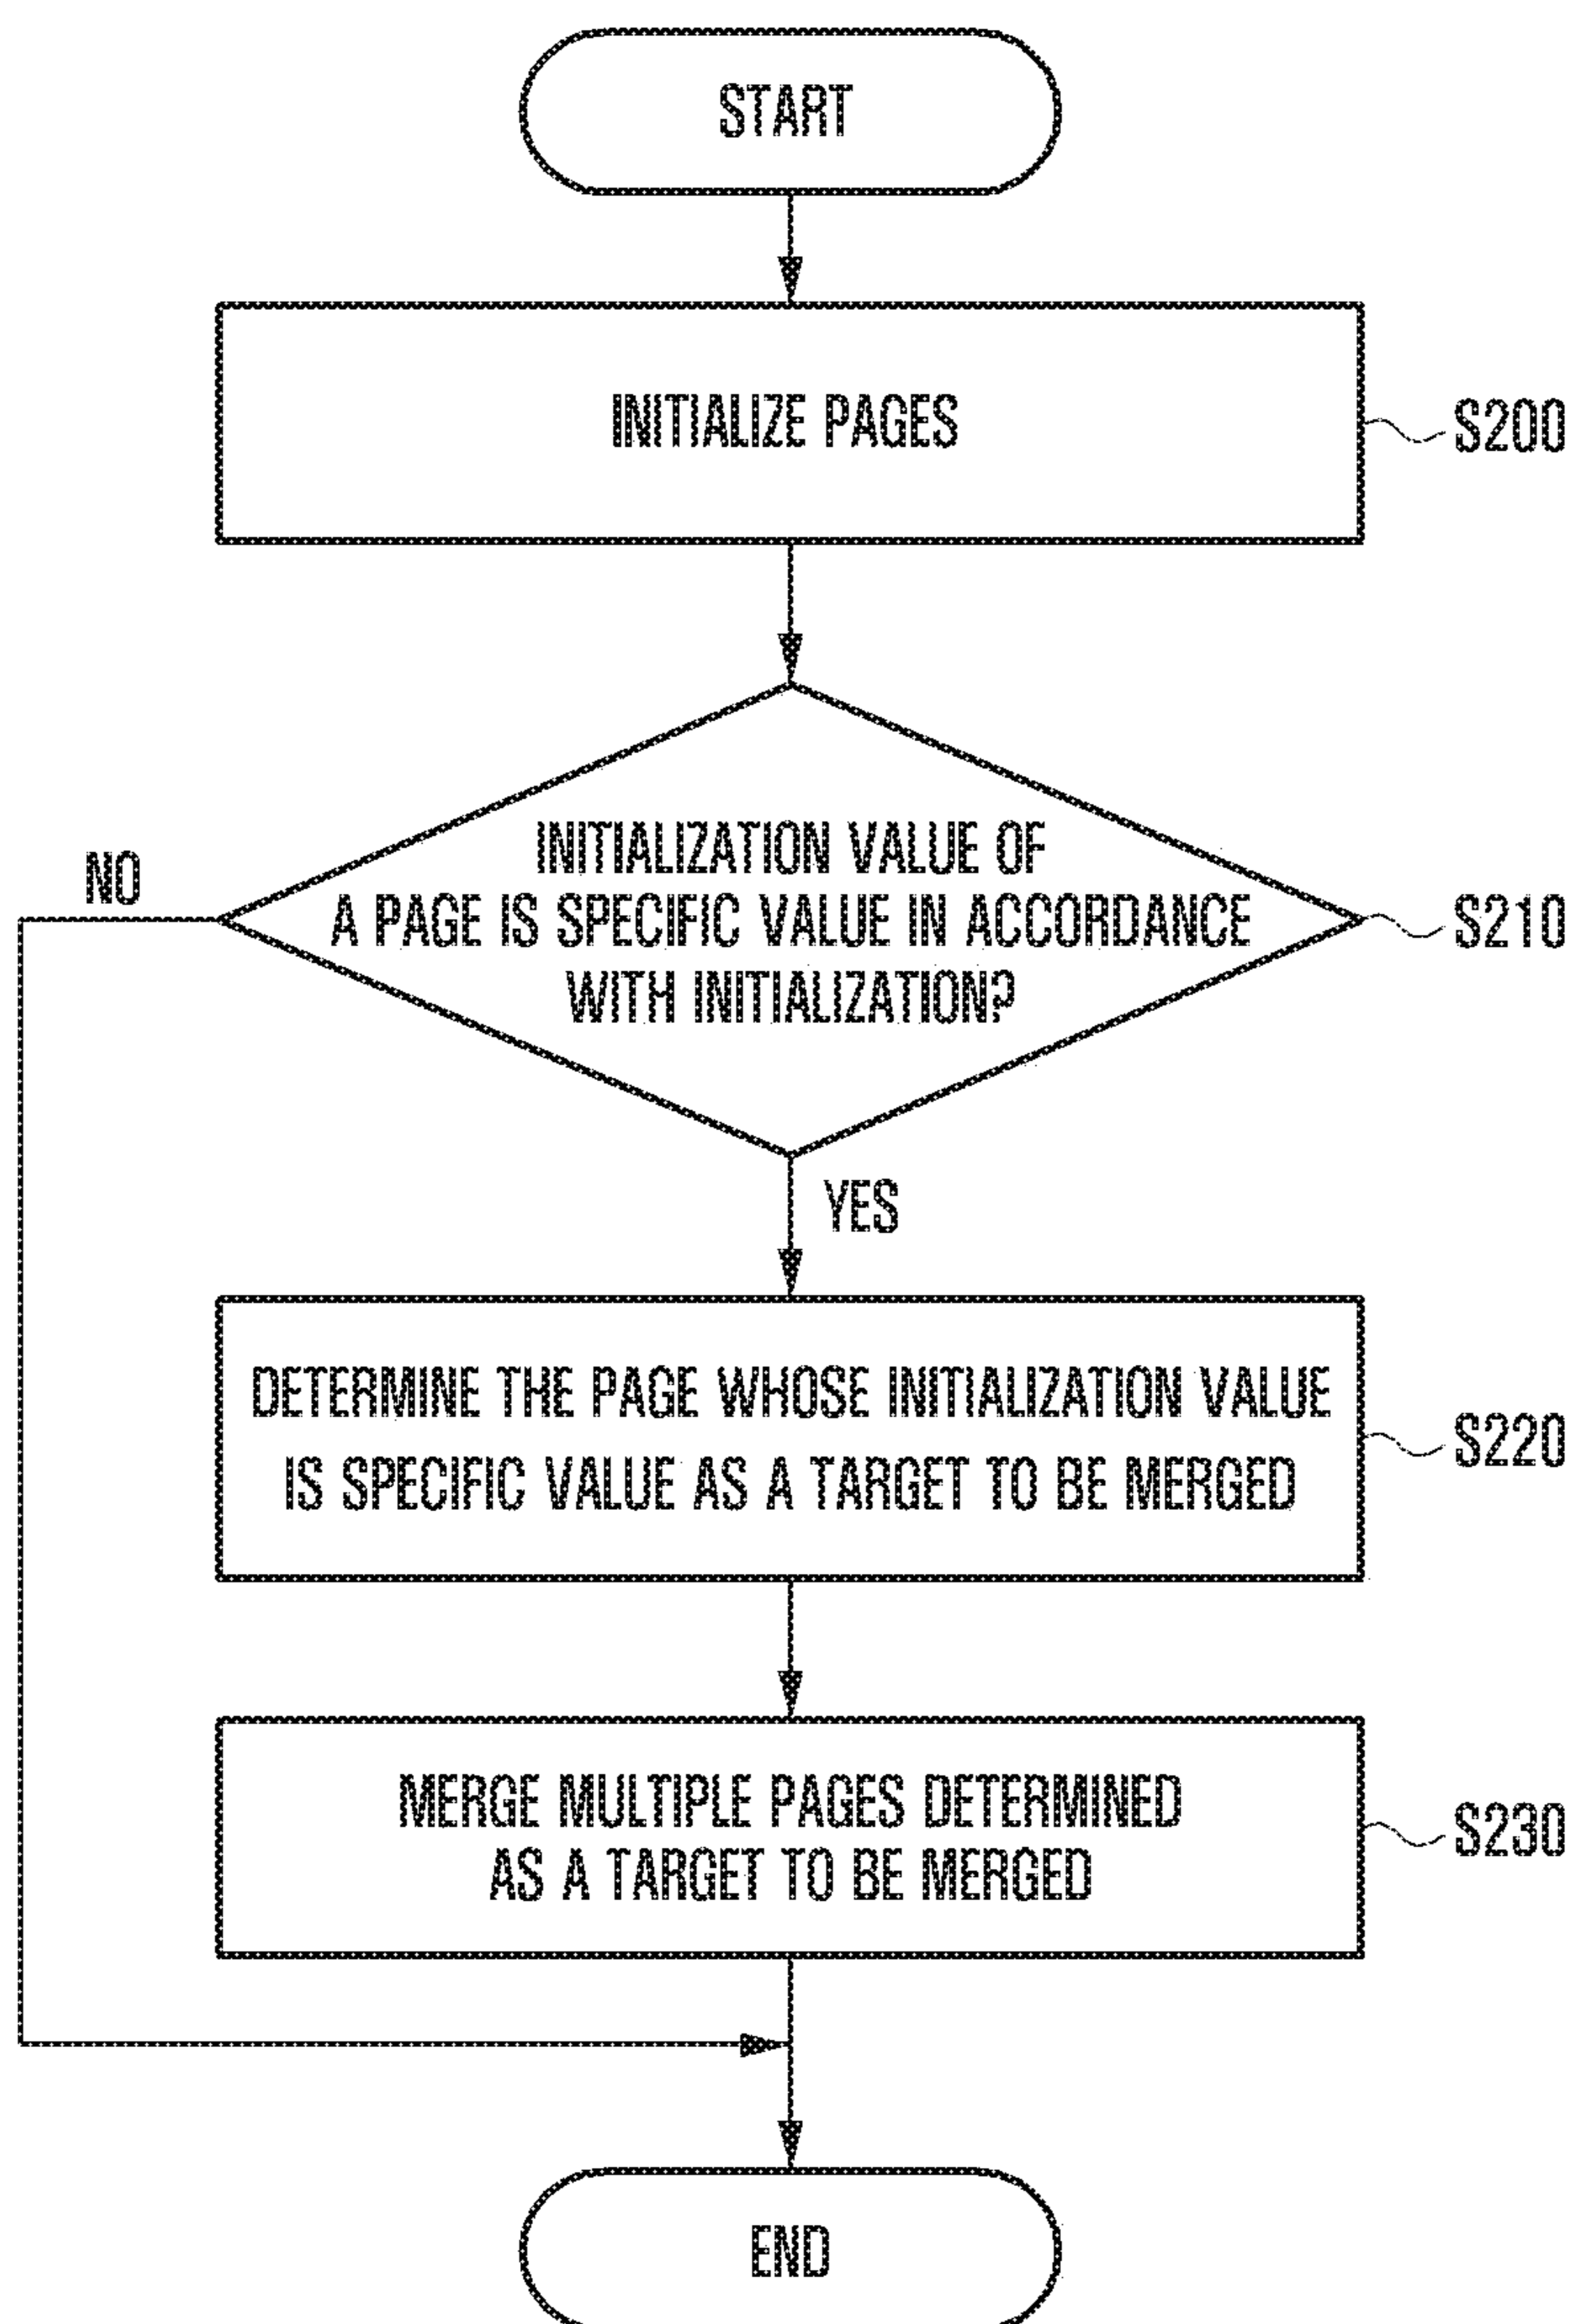 START
INITIALIZE PAGES
S200
INITIALIZATION VALUE OF
A PAGE IS SPECIFIC VALUE IN ACCORDANCE
WITH INITIALIZATION?
S210
NO
YES
DETERMINE THE PAGE WHOSE INITIALIZATION VALUE
IS SPECIFIC VALUE AS A TARGET TO BE MERGED
S220
MERGE MULTIPLE PAGES DETERMINED
AS A TARGET TO BE MERGED
S230
END